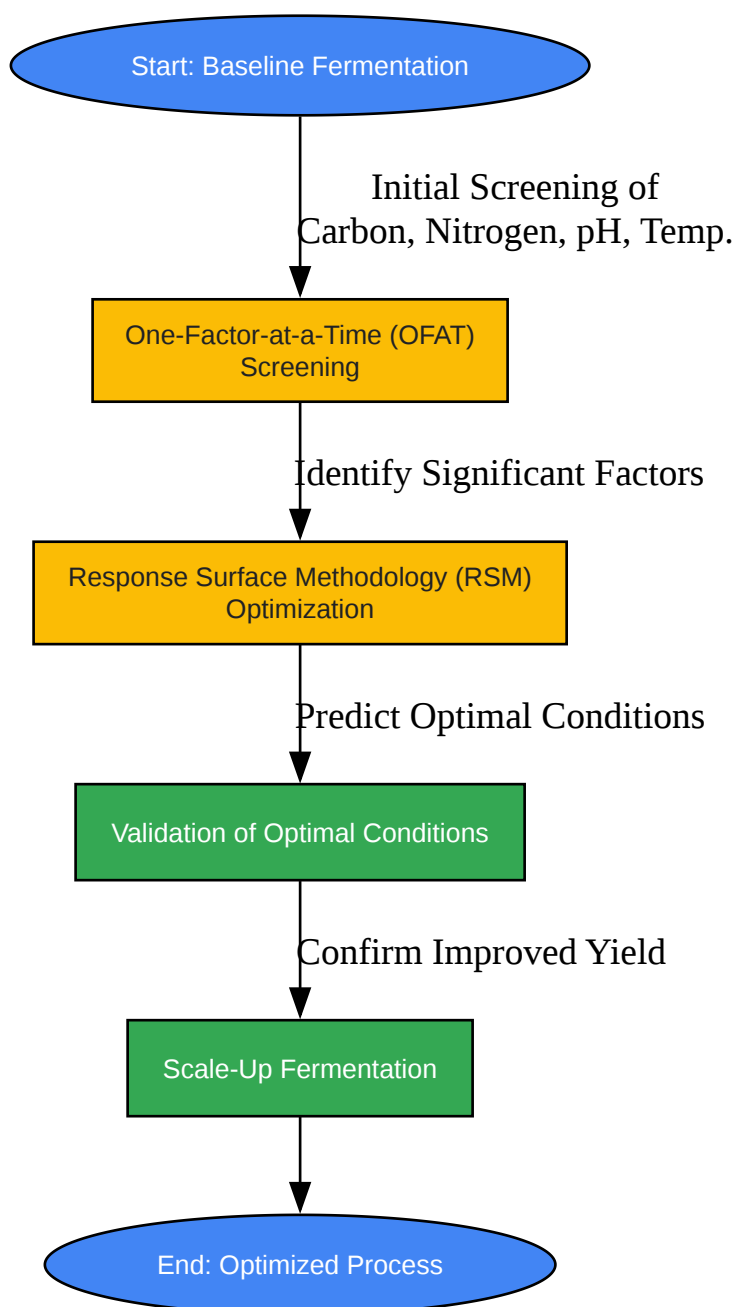 Start: Baseline Fermentation
Initial Screening of
Carbon, Nitrogen, pH, Temp.
One-Factor-at-a-Time (OFAT)
Screening
Identify Significant Factors
Response Surface Methodology (RSM)
Optimization
Predict Optimal Conditions
Validation of Optimal Conditions
Confirm Improved Yield
Scale-Up Fermentation
End: Optimized Process